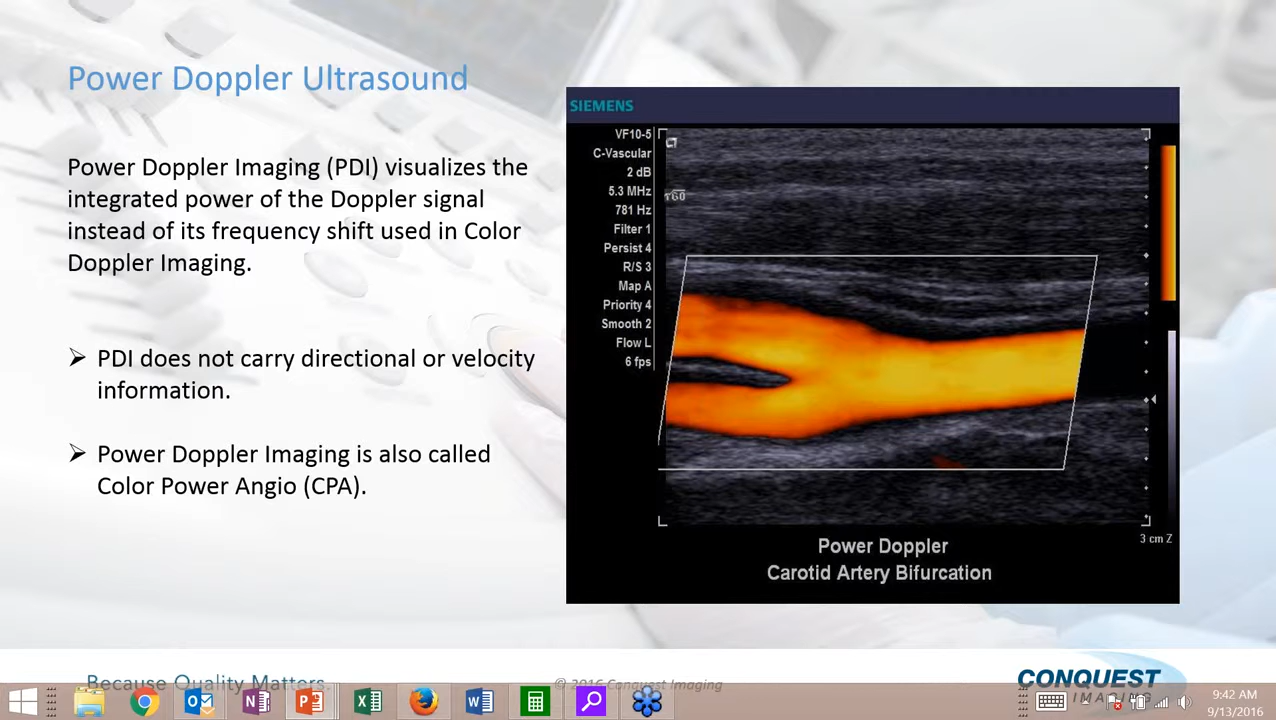 Power Doppler Ultrasound
Power Doppler Imaging (PDI) visualizes the
integrated power of the Doppler signal
instead of its frequency shift used in Color
Doppler Imaging.
➢ PDI does not carry directional or velocity
information.
➢ Power Doppler Imaging is also called
Color Power Angio (CPA).
SIEMENS
VF10-5
C-Vascular
2 dB
5.3 MHz
781 Hz
Filter 1
Persist 4
R/S 3
Map A
Priority 4
Smooth 2
Flow L
6 fps
3 cm Z
Power Doppler
Carotid Artery Bifurcation
Because Quality Matters.
© 2016 Conquest Imaging
CONQUEST
IMAGING
9:42 AM
9/13/2016